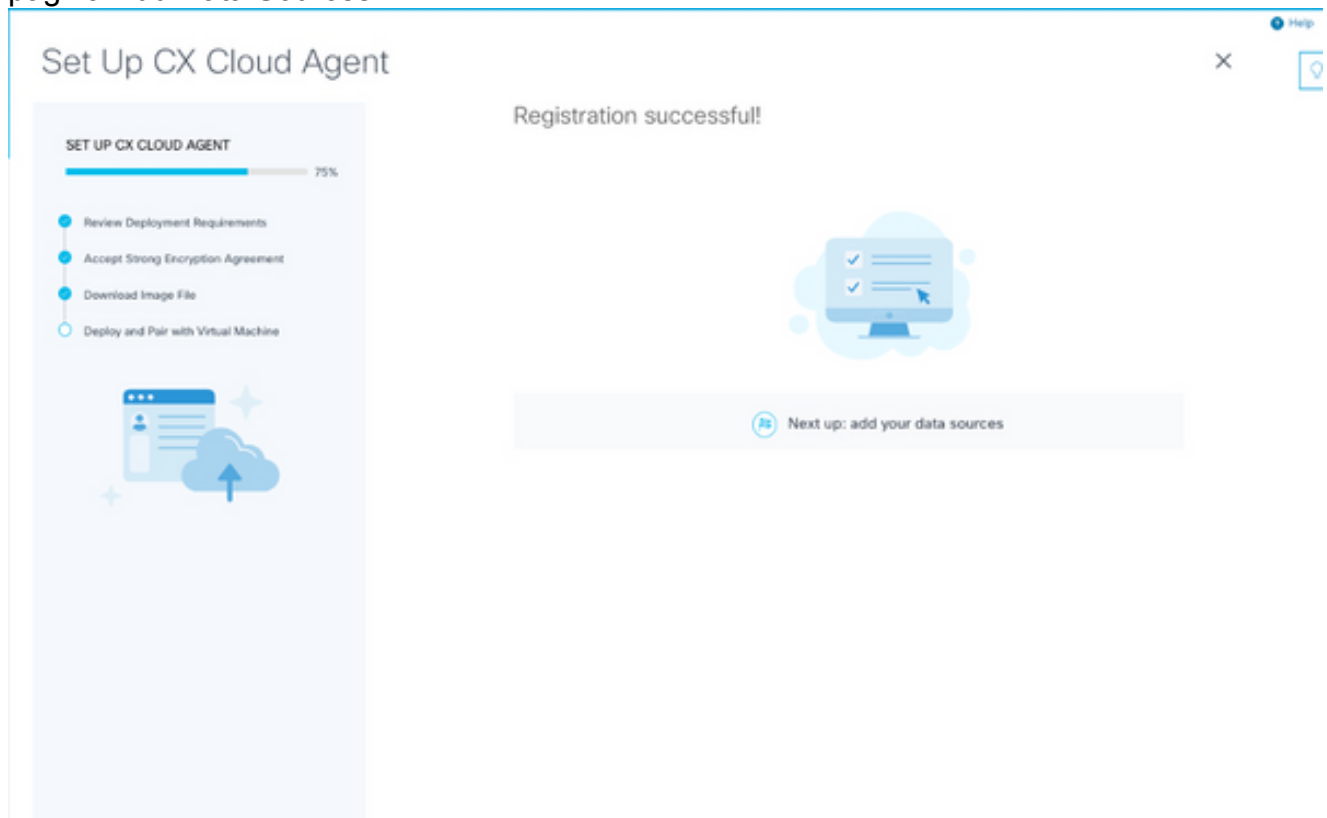 Help
Set Up CX Cloud Agent
Registration successful!
SET UP CX CLOUD AGENT
75%
Review Deployment Requirements
Accept Strong Encryption Agreement
Download Image File
Deploy and Pair with Virtual Machine
Next up: add your data sources